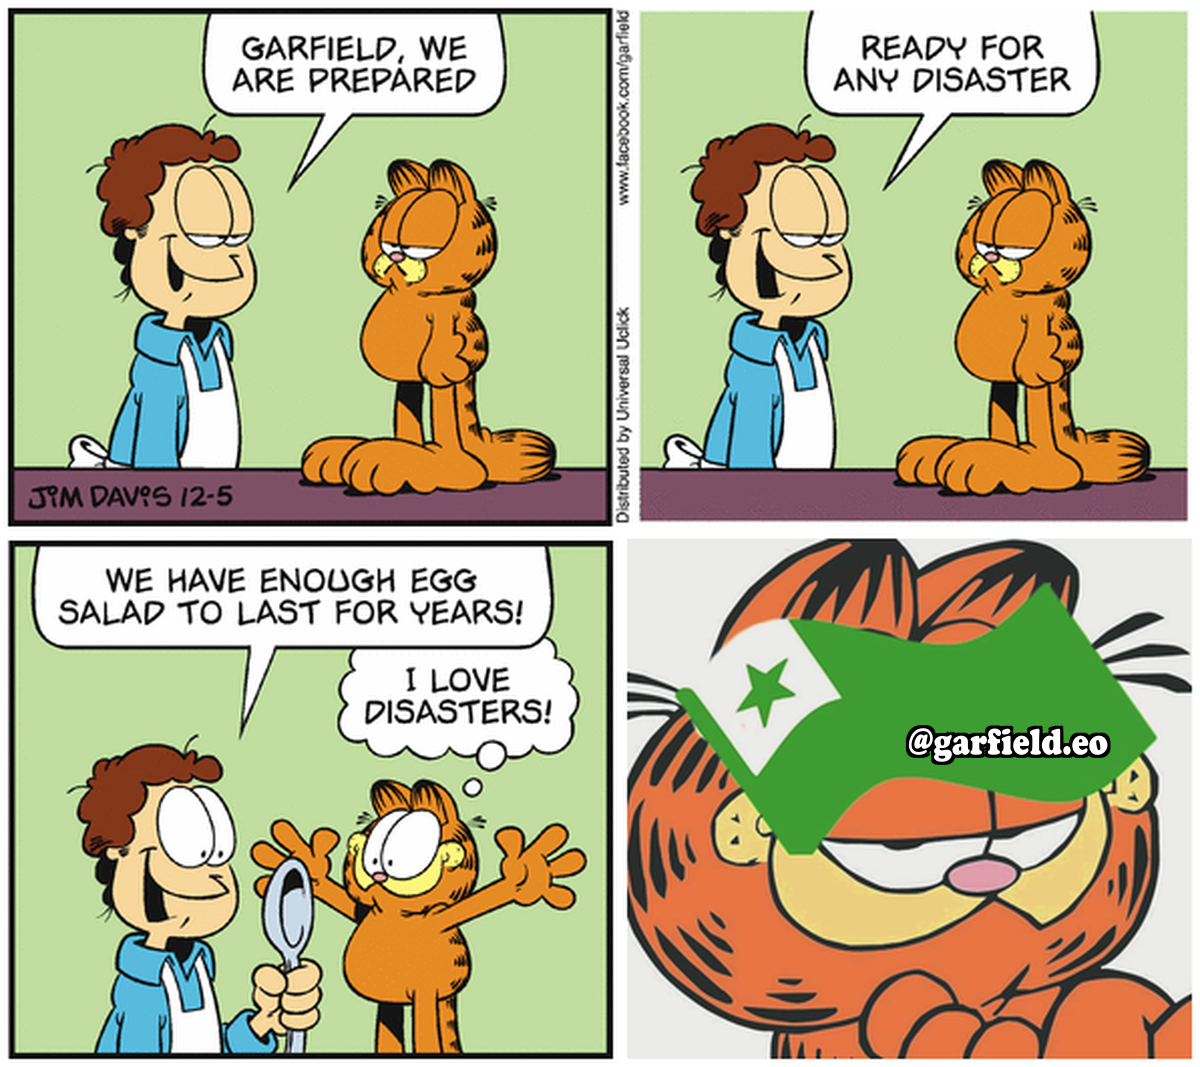 GARFIELD, WE
ARE PREPARED
JIM DAVIS 12-5
www.facebook.com/garfield
Distributed by Universal Uclick
READY FOR
ANY DISASTER
WE HAVE ENOUGH EGG
SALAD TO LAST FOR YEARS!
I LOVE
DISASTERS!
@garfield.eo